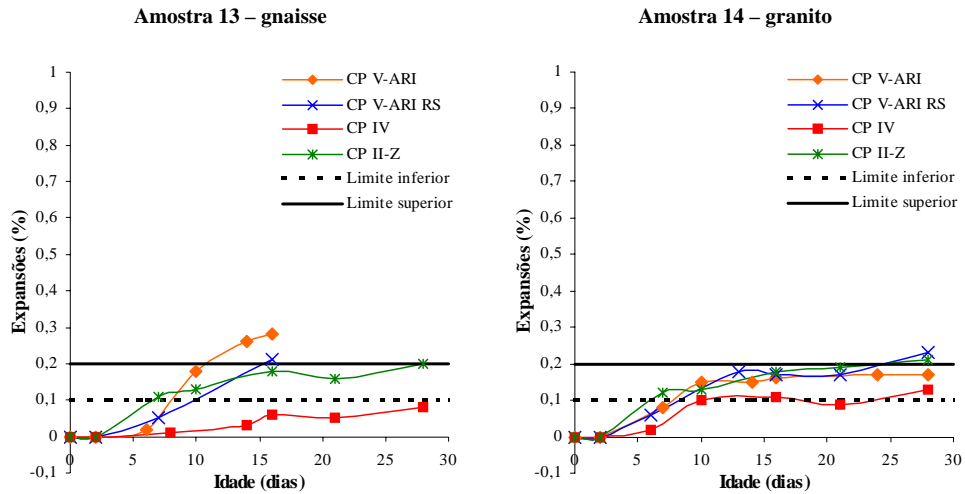 Amostra 13 – gnaisse
Expansões (%)
1
0,9
0,8
0,7
0,6
0,5
0,4
0,3
0,2
0,1
0
-0,1
0
5
10
15
20
25
30
Idade (dias)
CP V-ARI
CP V-ARI RS
CP IV
CP II-Z
Limite inferior
Limite superior
Amostra 14 – granito
Expansões (%)
1
0,9
0,8
0,7
0,6
0,5
0,4
0,3
0,2
0,1
0
-0,1
0
5
10
15
20
25
30
Idade (dias)
CP V-ARI
CP V-ARI RS
CP IV
CP II-Z
Limite inferior
Limite superior